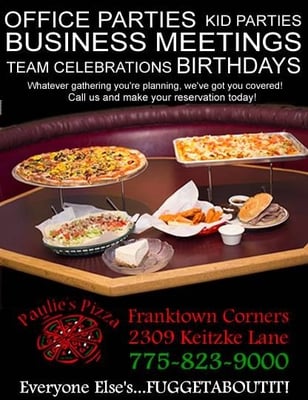 OFFICE PARTIES KID PARTIES
BUSINESS MEETINGS
TEAM CELEBRATIONS BIRTHDAYS
Whatever gathering you're planning, we've got you covered!
Call us and make your reservation today!
Paulie's Pizza
Franktown Corners
2309 Keitzke Lane
775-823-9000
Everyone Else's...FUGGETABOUTIT!